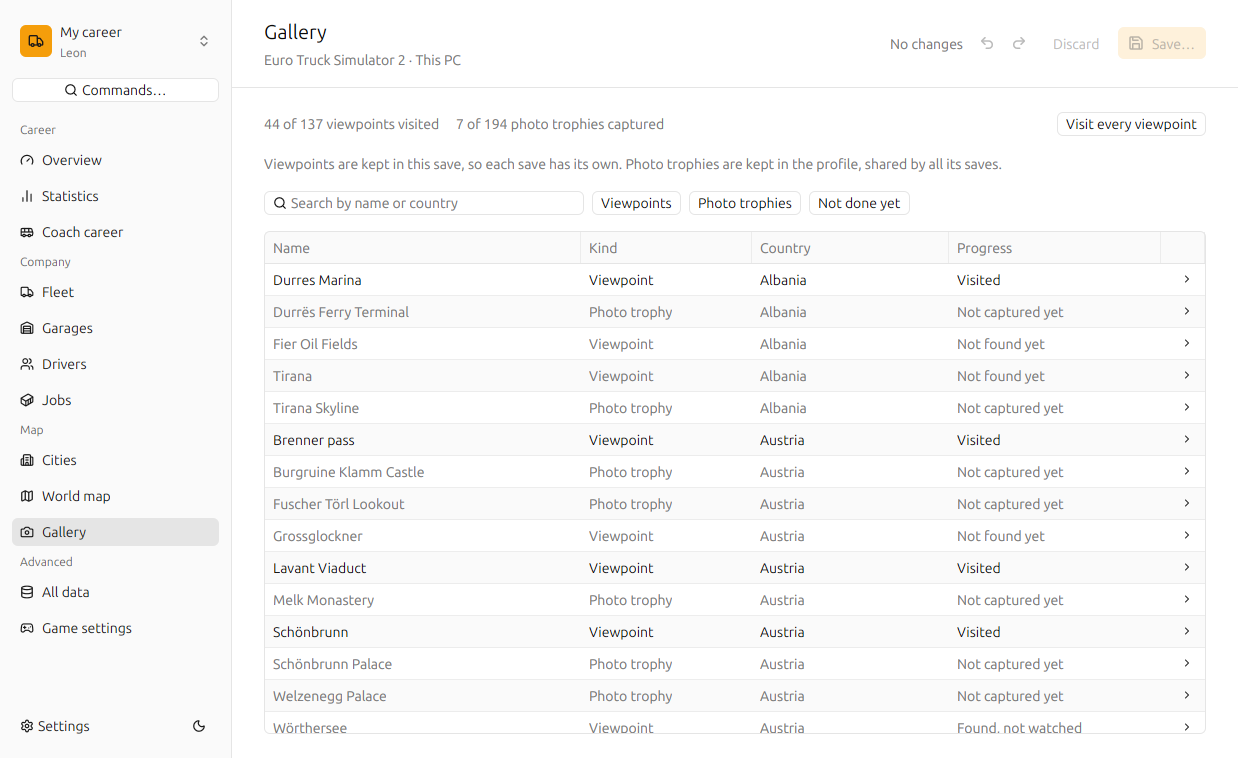 My career
Leon
Commands...
Career
Overview
Statistics
Coach career
Company
Fleet
Garages
Drivers
Jobs
Map
Cities
World map
Gallery
Advanced
All data
Game settings
Settings
Gallery
Euro Truck Simulator 2 · This PC
No changes
Discard
Save...
44 of 137 viewpoints visited 7 of 194 photo trophies captured
Visit every viewpoint
Viewpoints are kept in this save, so each save has its own. Photo trophies are kept in the profile, shared by all its saves.
Search by name or country
Viewpoints
Photo trophies
Not done yet
Name Kind Country Progress
Durres Marina Viewpoint Albania Visited
Durrës Ferry Terminal Photo trophy Albania Not captured yet
Fier Oil Fields Viewpoint Albania Not found yet
Tirana Viewpoint Albania Not found yet
Tirana Skyline Photo trophy Albania Not captured yet
Brenner pass Viewpoint Austria Visited
Burgruine Klamm Castle Photo trophy Austria Not captured yet
Fuscher Törl Lookout Photo trophy Austria Not captured yet
Grossglockner Viewpoint Austria Not found yet
Lavant Viaduct Viewpoint Austria Visited
Melk Monastery Photo trophy Austria Not captured yet
Schönbrunn Viewpoint Austria Visited
Schönbrunn Palace Photo trophy Austria Not captured yet
Welzenegg Palace Photo trophy Austria Not captured yet
Wörthersee Viewpoint Austria Found, not watched